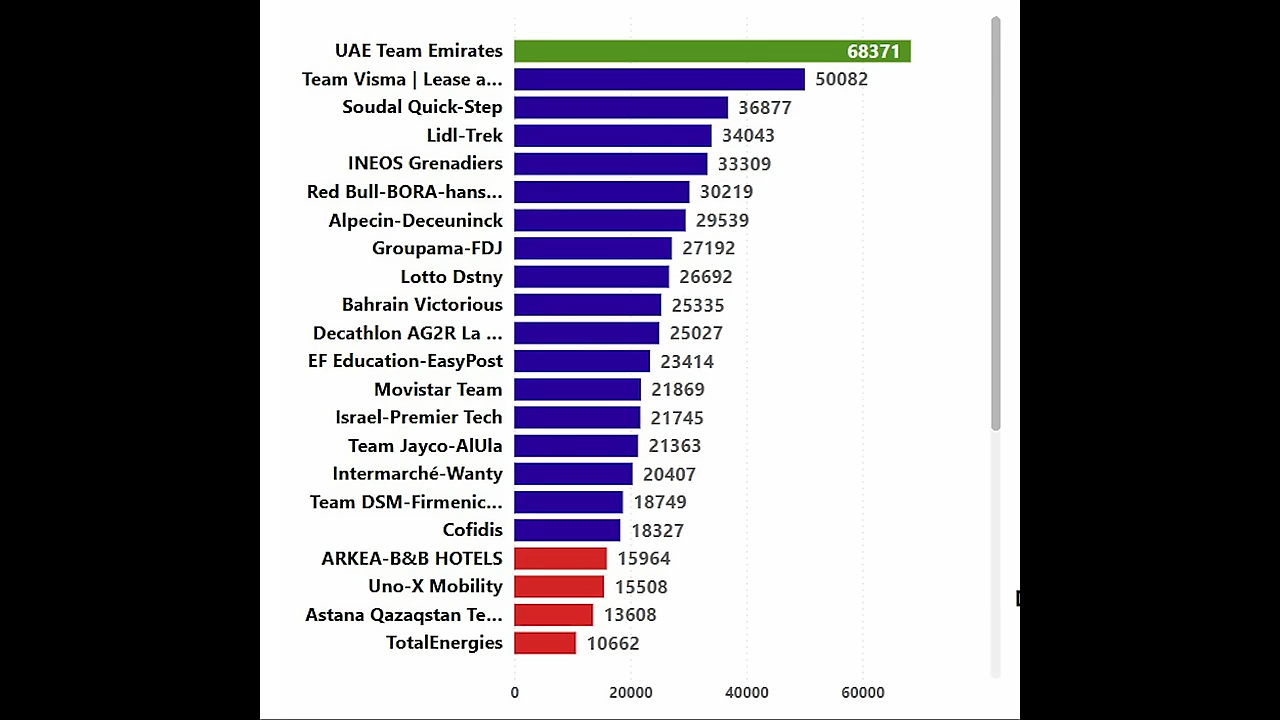 UAE Team Emirates 68371
Team Visma | Lease a... 50082
Soudal Quick-Step 36877
Lidl-Trek 34043
INEOS Grenadiers 33309
Red Bull-BORA-hans... 30219
Alpecin-Deceuninck 29539
Groupama-FDJ 27192
Lotto Dstny 26692
Bahrain Victorious 25335
Decathlon AG2R La ... 25027
EF Education-EasyPost 23414
Movistar Team 21869
Israel-Premier Tech 21745
Team Jayco-AlUla 21363
Intermarché-Wanty 20407
Team DSM-Firmenic... 18749
Cofidis 18327
ARKEA-B&B HOTELS 15964
Uno-X Mobility 15508
Astana Qazaqstan Te... 13608
TotalEnergies 10662
0 20000 40000 60000